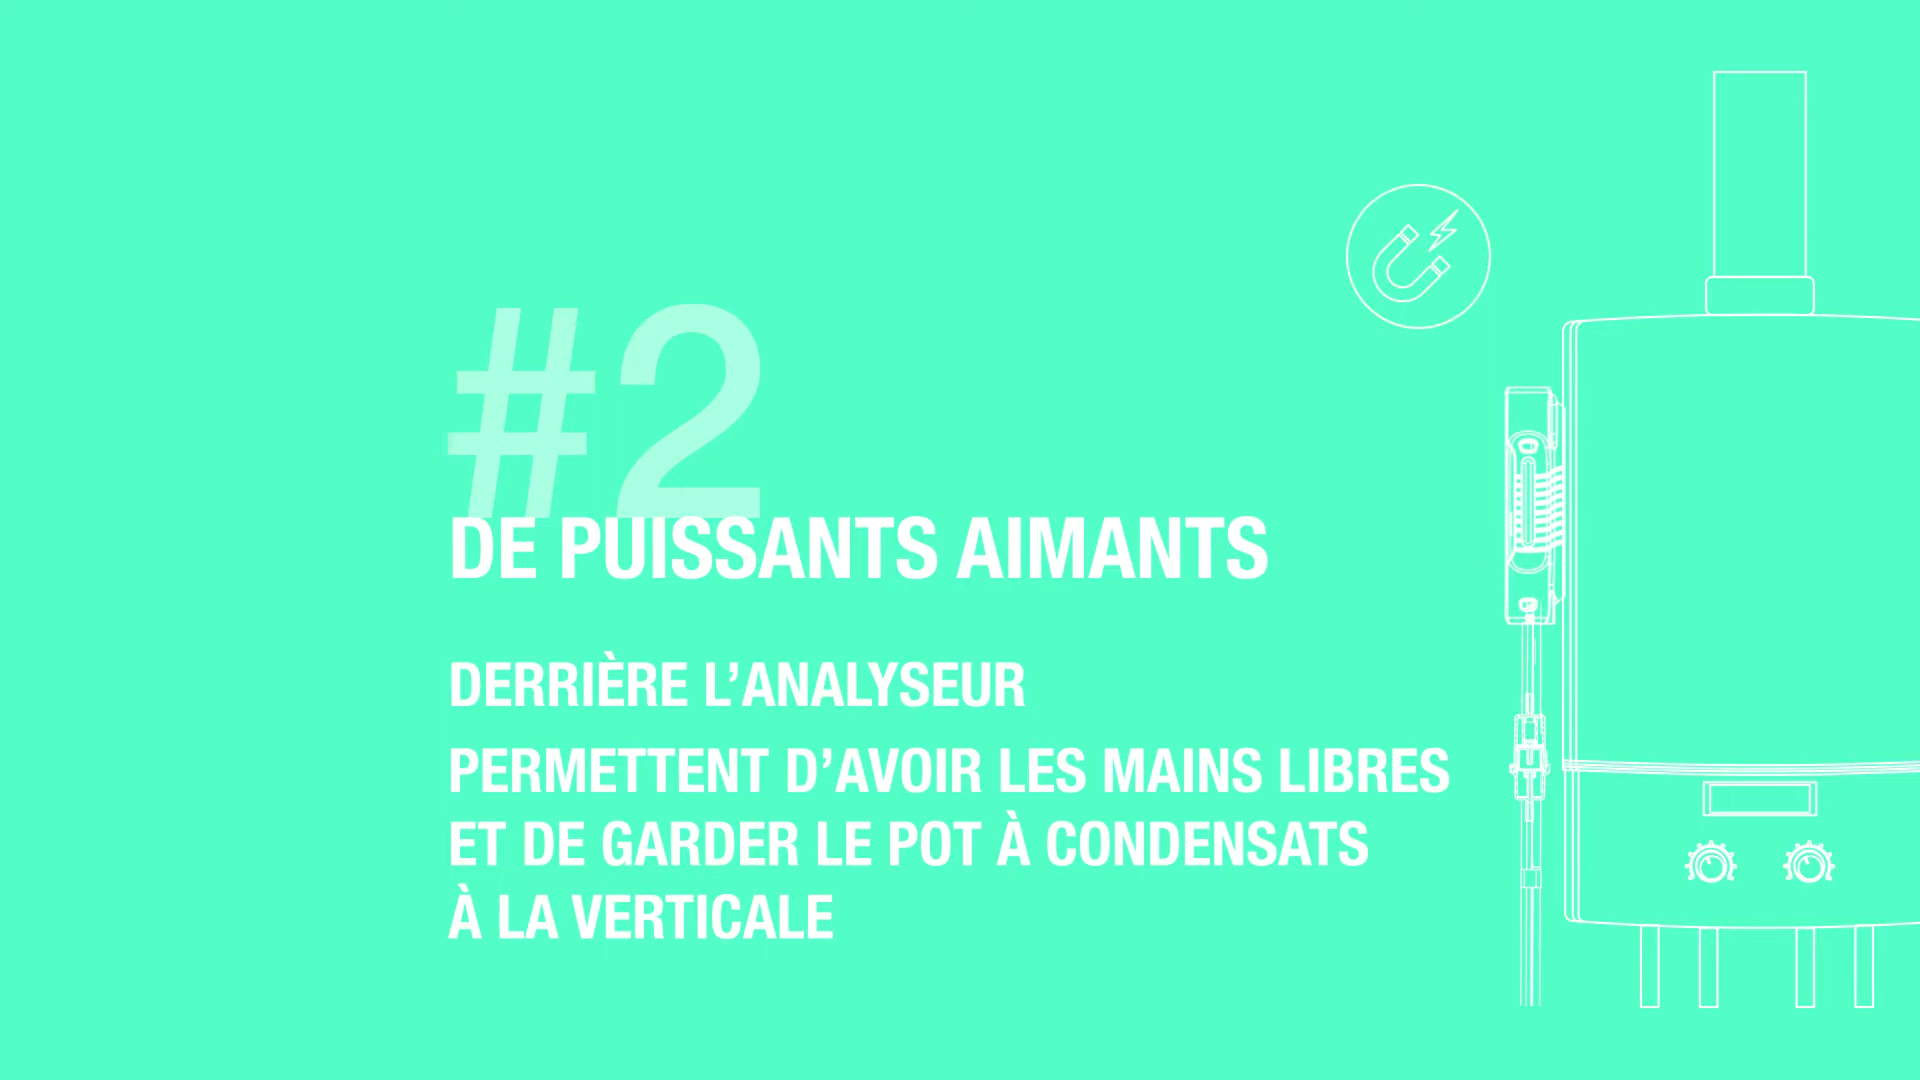 #2
DE PUISSANTS AIMANTS
DERRIÈRE L’ANALYSEUR
PERMETTENT D’AVOIR LES MAINS LIBRES
ET DE GARDER LE POT À CONDENSATS
À LA VERTICALE